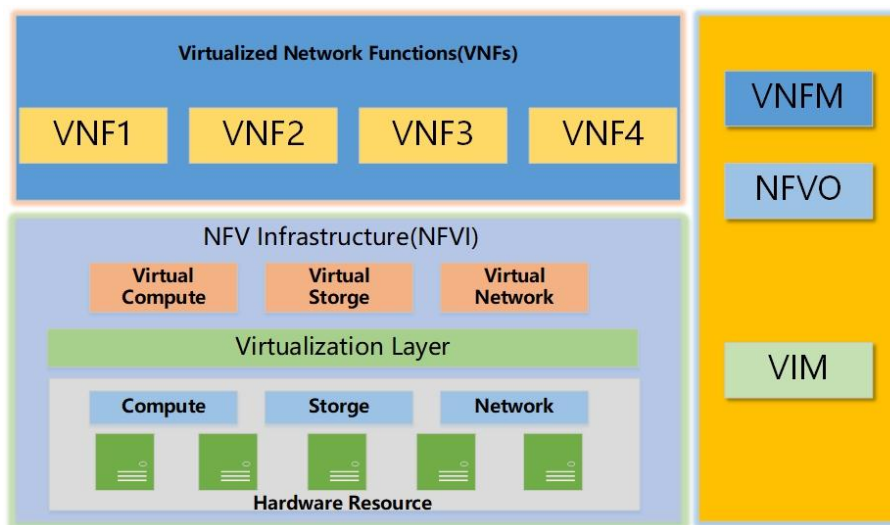 Virtualized Network Functions(VNFs)
VNF1
VNF2
VNF3
VNF4
NFV Infrastructure(NFVI)
Virtual
Compute
Virtual
Storge
Virtual
Network
Virtualization Layer
Compute
Storge
Network
Hardware Resource
VNFM
NFVO
VIM